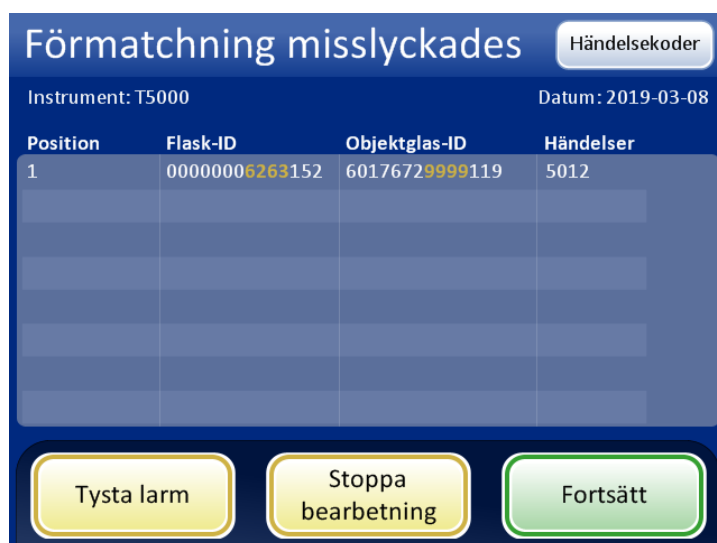 Förmatchning misslyckades
Händelsekoder
Instrument: T5000
Datum: 2019-03-08
Position Flask-ID Objektglas-ID Händelser
1 00000006263152 60176729999119 5012
Tysta larm
Stoppa
bearbetning
Fortsätt